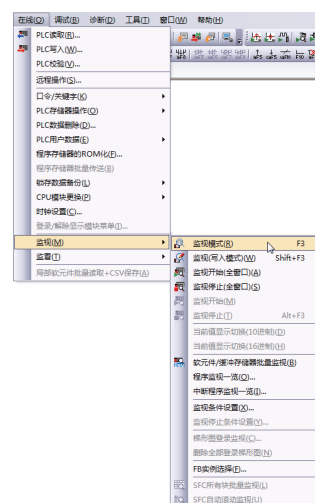 在线(O) 调试(B) 诊断(D) 工具(T) 窗口(W) 帮助(H)
PLC读取(R)...
PLC写入(W)...
PLC校验(V)...
远程操作(S)...
口令/关键字(K)
PLC存储器操作(O)
PLC数据删除(D)...
PLC用户数据(E)
程序存储器的ROM化(F)...
程序存储器批量传送(B)
锁存数据备份(L)
CPU模块更换(P)
时钟设置(C)...
登录/解除显示模块菜单(I)...
监视(M)
监看(T)
局部软元件批量读取+CSV保存(A)
监视模式(R) F3
监视(写入模式)(W) Shift+F3
监视开始(全窗口)(A)
监视停止(全窗口)(S)
监视开始(M)
监视停止(T) Alt+F3
当前值显示切换(10进制)(D)
当前值显示切换(16进制)(H)
软元件/缓冲存储器批量监视(B)
程序监视一览(O)...
中断程序监视一览(I)...
监视条件设置(X)...
监视停止条件设置(Y)...
梯形图登录监视(C)...
删除全部登录梯形图(N)
FB实例选择(F)...
SFC所有块批量监视(L)
SFC自动滚动监视(U)